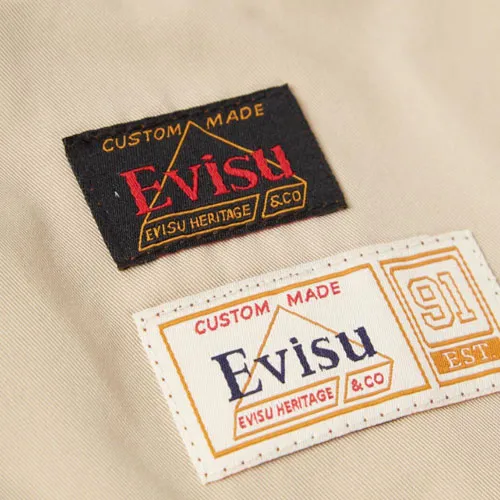 CUSTOM MADE
Evisu
EVISU HERITAGE &CO
CUSTOM MADE
Evisu
EVISU HERITAGE &CO
91
EST.